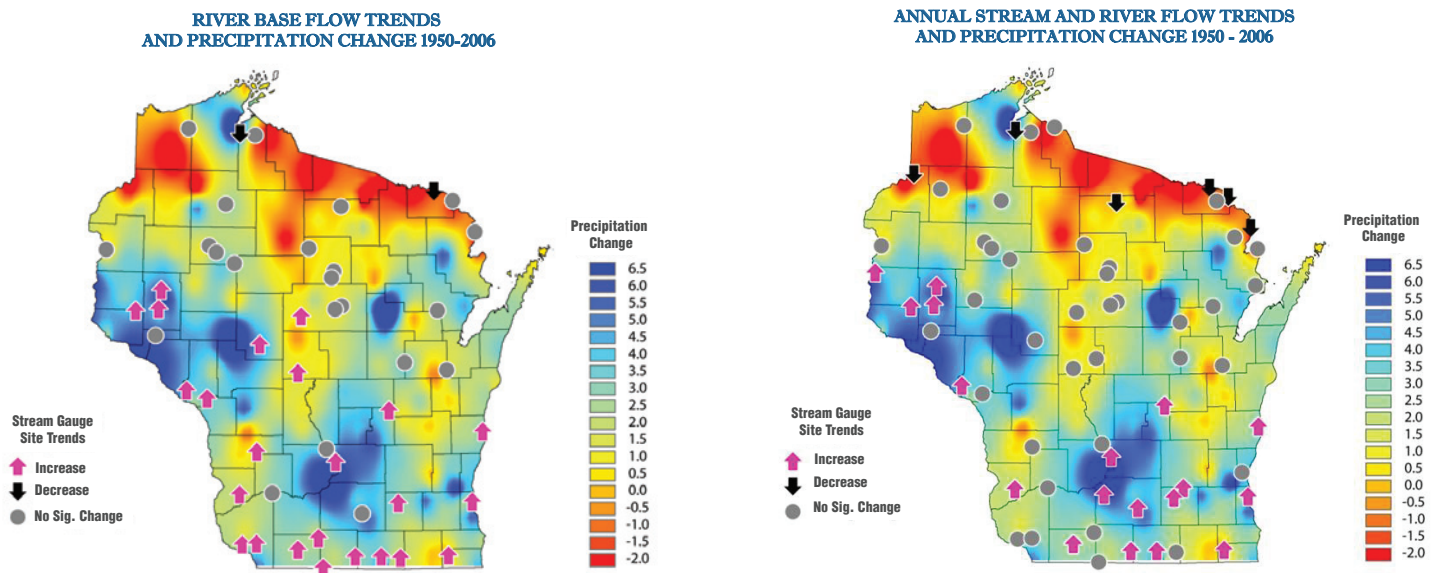 RIVER BASE FLOW TRENDS
AND PRECIPITATION CHANGE 1950-2006
Precipitation
Change
6.5
6.0
5.5
5.0
4.5
4.0
3.5
3.0
2.5
2.0
1.5
1.0
0.5
0.0
-0.5
-1.0
-1.5
-2.0
Stream Gauge
Site Trends
Increase
Decrease
No Sig. Change
ANNUAL STREAM AND RIVER FLOW TRENDS
AND PRECIPITATION CHANGE 1950 - 2006
Precipitation
Change
6.5
6.0
5.5
5.0
4.5
4.0
3.5
3.0
2.5
2.0
1.5
1.0
0.5
0.0
-0.5
-1.0
-1.5
-2.0
Stream Gauge
Site Trends
Increase
Decrease
No Sig. Change